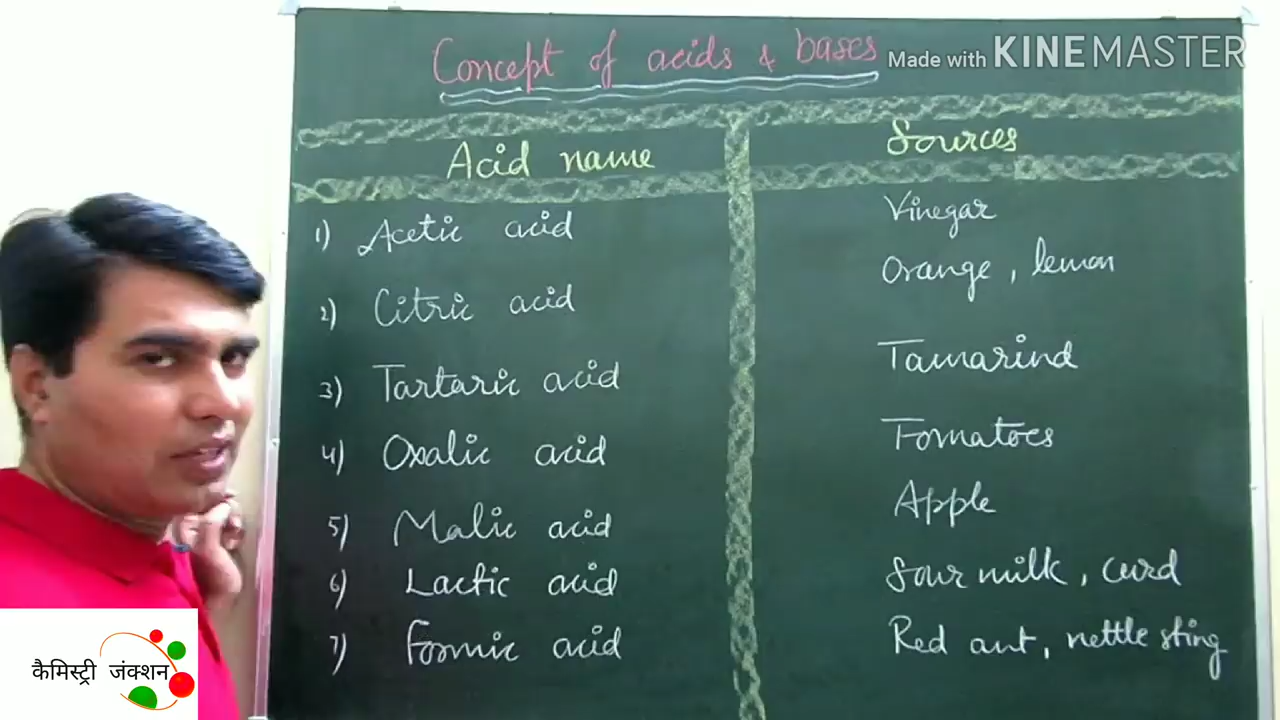 Concept of acids & bases
Made with KINEMASTER
Acid name Sources
1) Acetic acid Vinegar
2) Citric acid Orange, lemon
3) Tartaric acid Tamarind
4) Oxalic acid Tomatoes
5) Malic acid Apple
6) Lactic acid Sour milk, curd
7) Formic acid Red ant, nettle sting
कैमिस्ट्री जंक्शन